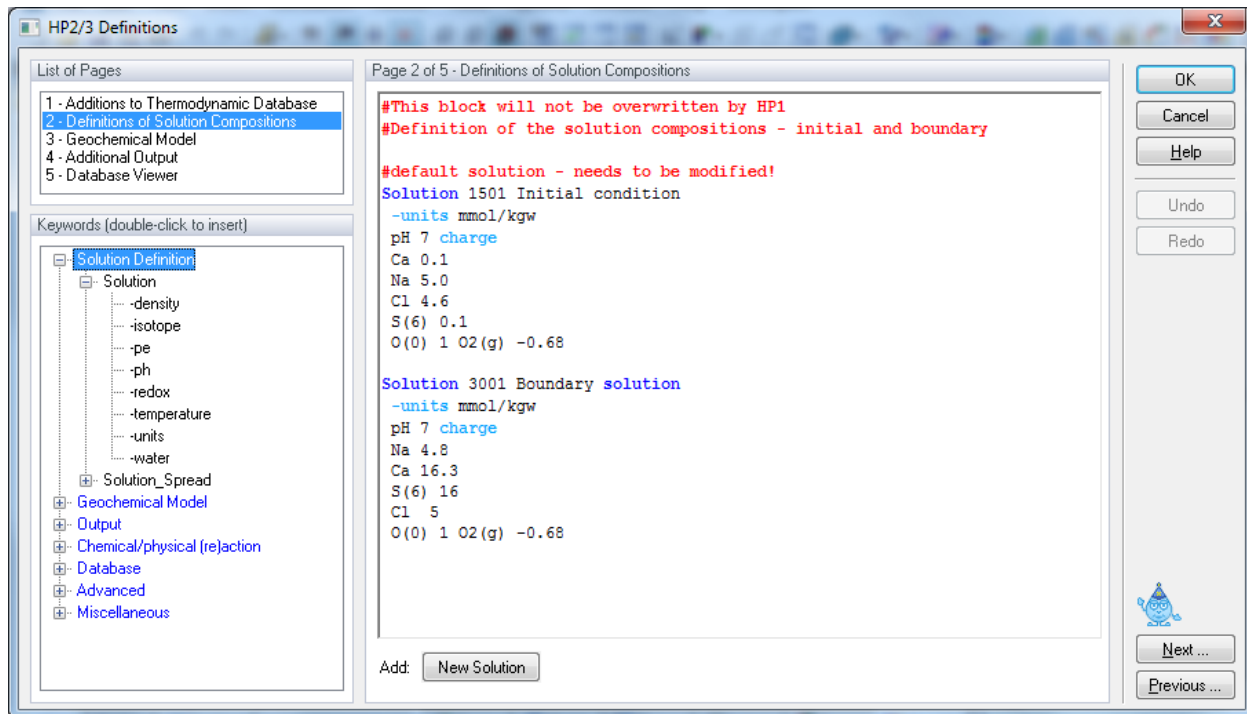 HP2/3 Definitions
List of Pages
1 - Additions to Thermodynamic Database
2 - Definitions of Solution Compositions
3 - Geochemical Model
4 - Additional Output
5 - Database Viewer
Keywords (double-click to insert)
Solution Definition
Solution
-density
-isotope
-pe
-ph
-redox
-temperature
-units
-water
Solution_Spread
Geochemical Model
Output
Chemical/physical (re)action
Database
Advanced
Miscellaneous
Page 2 of 5 - Definitions of Solution Compositions
#This block will not be overwritten by HP1
#Definition of the solution compositions - initial and boundary
#default solution - needs to be modified!
Solution 1501 Initial condition
-units mmol/kgw
pH 7 charge
Ca 0.1
Na 5.0
Cl 4.6
S(6) 0.1
O(0) 1 O2(g) -0.68
Solution 3001 Boundary solution
-units mmol/kgw
pH 7 charge
Na 4.8
Ca 16.3
S(6) 16
Cl  5
O(0) 1 O2(g) -0.68
Add:
New Solution
OK
Cancel
Help
Undo
Redo
Next ...
Previous ...